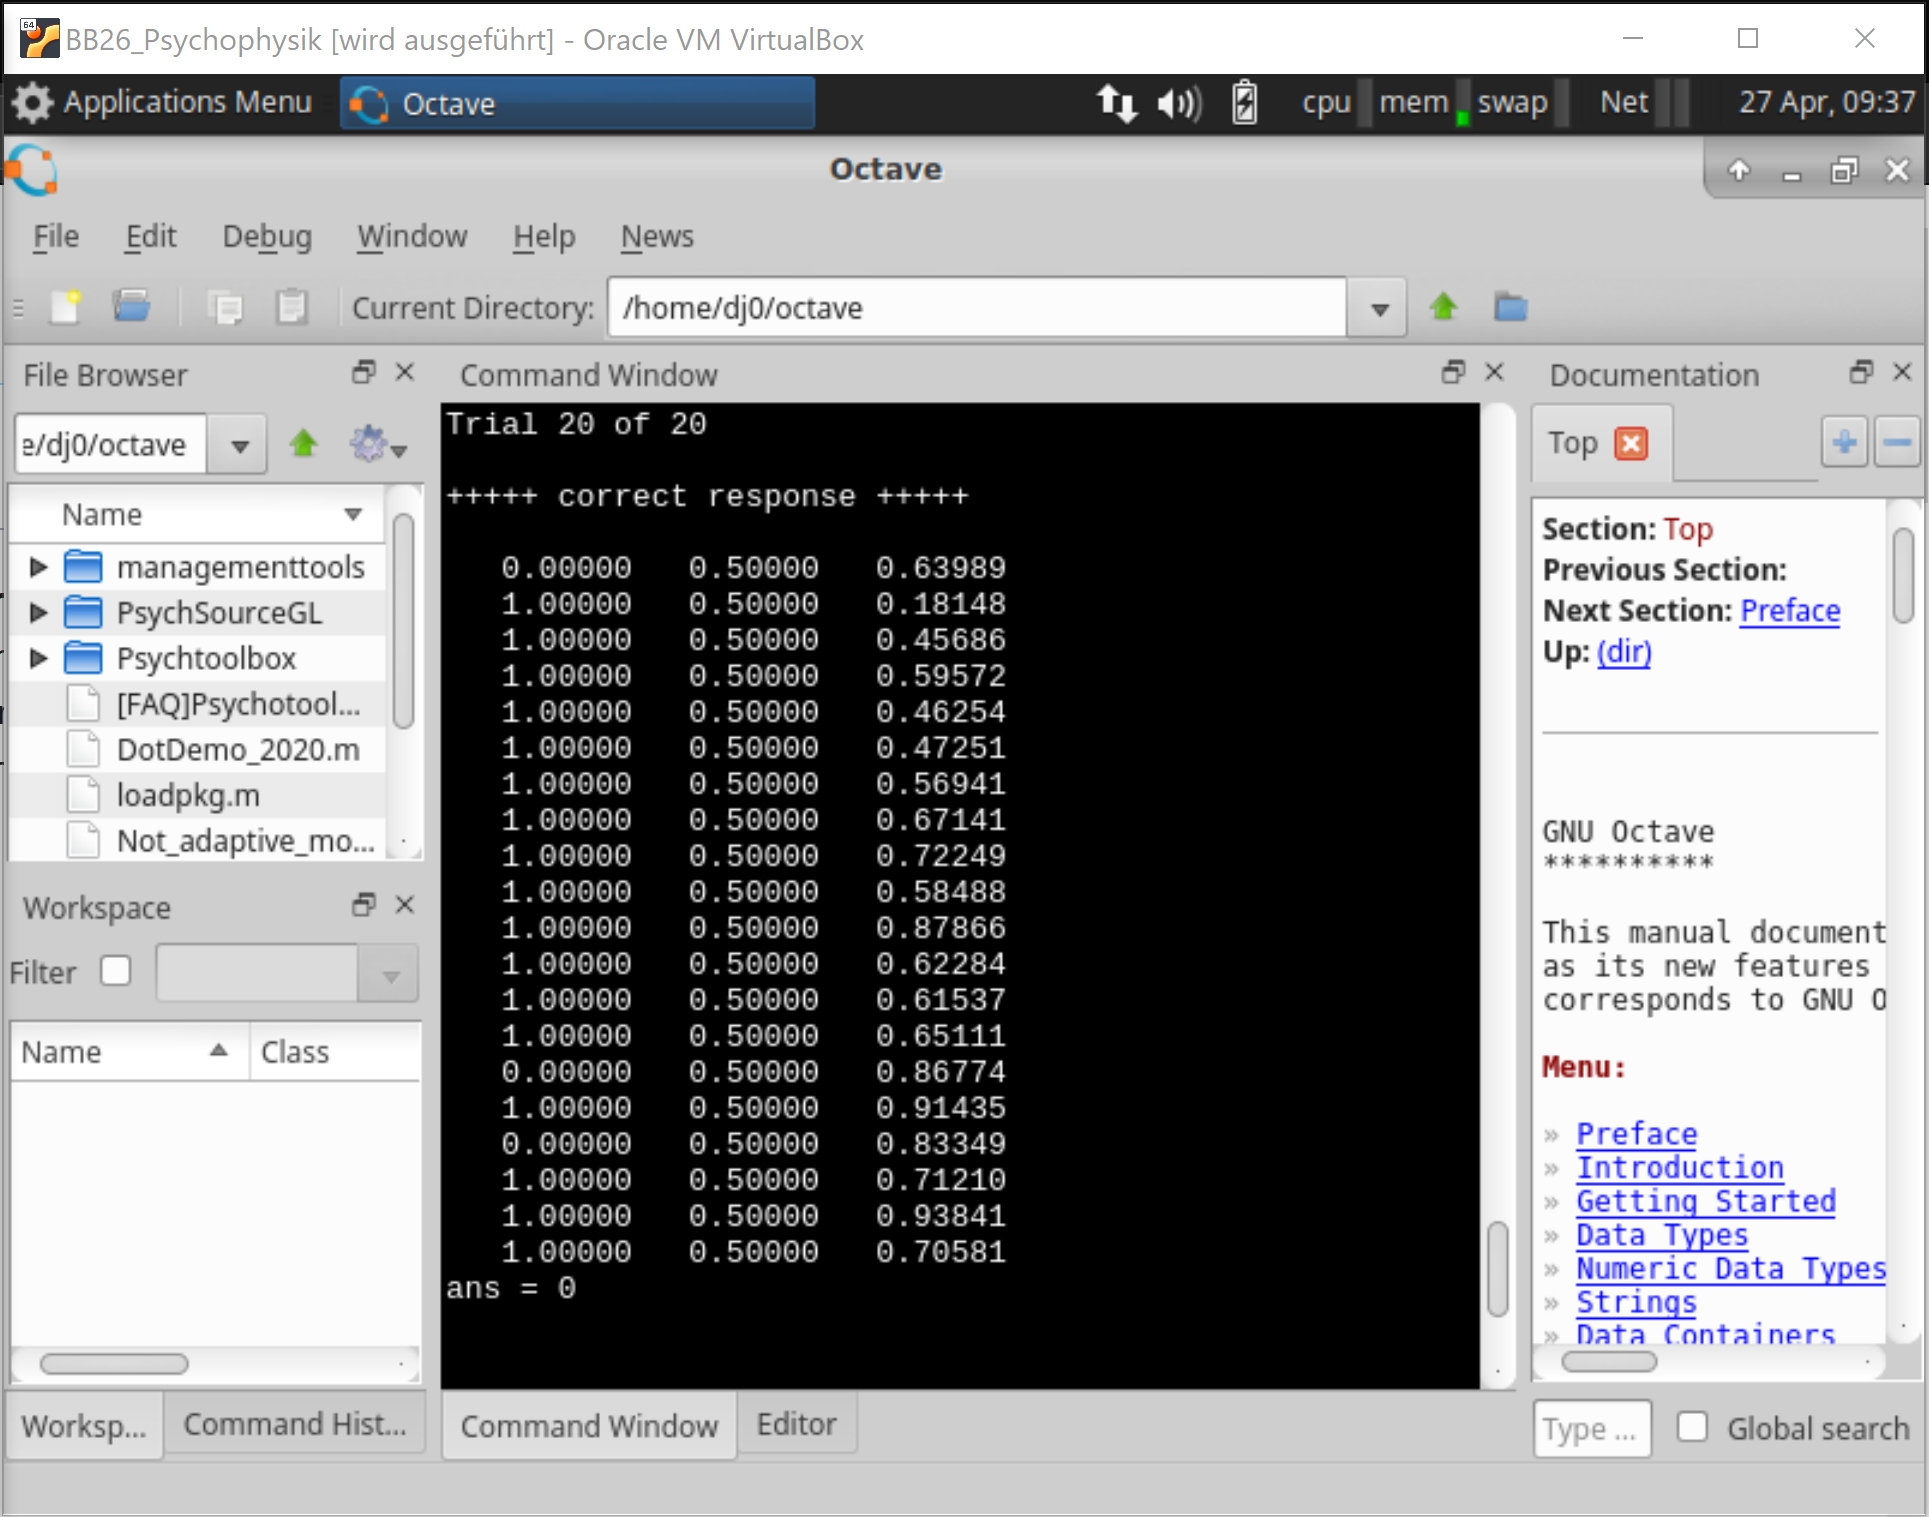 64
BB26_Psychophysik [wird ausgeführt] - Oracle VM VirtualBox
Applications Menu Octave cpu mem swap Net 27 Apr, 09:37
Octave
File Edit Debug Window Help News
Current Directory: /home/dj0/octave
File Browser
e/dj0/octave
Name
managementtools
PsychSourceGL
Psychtoolbox
[FAQ]Psychotool...
DotDemo_2020.m
loadpkg.m
Not_adaptive_mo...
Workspace
Filter
Name Class
Worksp... Command Hist...
Command Window
Trial 20 of 20
+++++ correct response +++++
0.00000 0.50000 0.63989
1.00000 0.50000 0.18148
1.00000 0.50000 0.45686
1.00000 0.50000 0.59572
1.00000 0.50000 0.46254
1.00000 0.50000 0.47251
1.00000 0.50000 0.56941
1.00000 0.50000 0.67141
1.00000 0.50000 0.72249
1.00000 0.50000 0.58488
1.00000 0.50000 0.87866
1.00000 0.50000 0.62284
1.00000 0.50000 0.61537
1.00000 0.50000 0.65111
0.00000 0.50000 0.86774
1.00000 0.50000 0.91435
0.00000 0.50000 0.83349
1.00000 0.50000 0.71210
1.00000 0.50000 0.93841
1.00000 0.50000 0.70581
ans = 0
Command Window Editor
Documentation
Top
Section: Top
Previous Section:
Next Section: Preface
Up: (dir)
GNU Octave
**********
This manual document
as its new features
corresponds to GNU O
Menu:
» Preface
» Introduction
» Getting Started
» Data Types
» Numeric Data Types
» Strings
» Data Containers
Type ... Global search